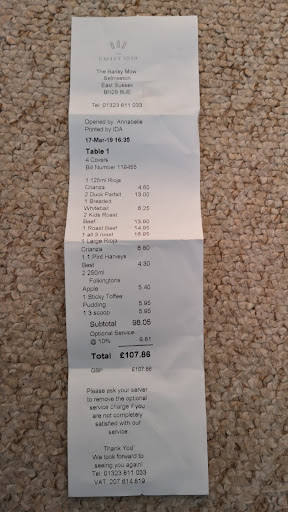 The Barley Mow
Selmeston
East Sussex
BN26 6UE
Tel: 01323 811 033
Opened by: Annabelle
Printed by IDA
17-Mar-19 16:35
Table 1
4 Covers
Bill Number 119455
1 125ml Rioja
Crianza 4.60
2 Duck Parfait 13.00
1 Breaded
Whitebait 6.25
2 Kids Roast
Beef 13.90
1 Roast Beef 14.95
1 all 3 roast 16.95
1 Large Rioja
Crianza 6.80
1 1 Pint Harveys
Best 4.30
2 250ml
Folkingtons
Apple 5.40
1 Sticky Toffee
Pudding 5.95
1 3 scoop 5.95
Subtotal 98.05
Optional Service
@ 10% 9.81
Total £107.86
GBP £107.86
Please ask your server
to remove the optional
service charge if you
are not completely
satisfied with our
service.
Thank You!
We look forward to
seeing you again!
Tel: 01323 811 033
VAT: 207 614 619